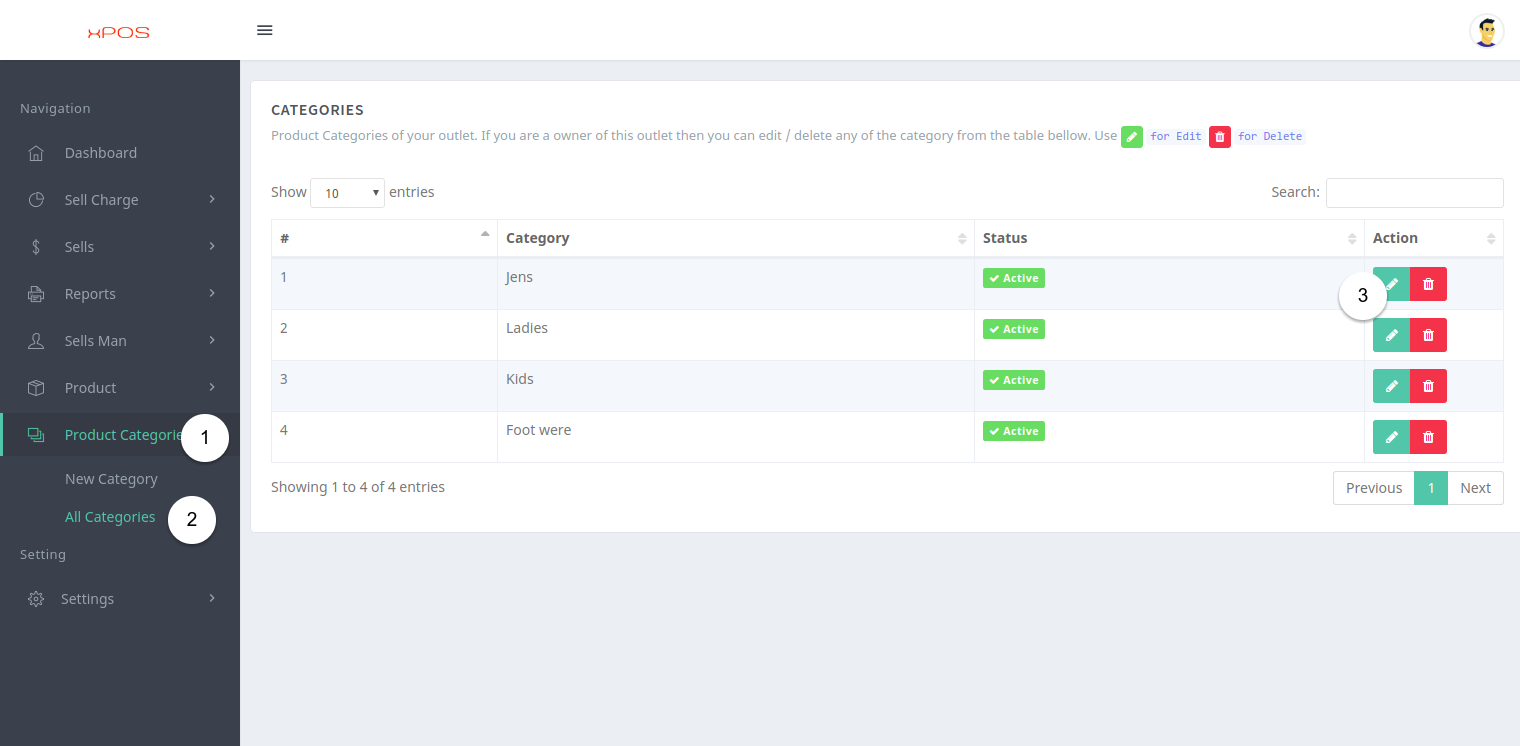 xPOS
Navigation
Dashboard
Sell Charge
Sells
Reports
Sells Man
Product
Product Categorie
1
New Category
All Categories
2
Setting
Settings
CATEGORIES
Product Categories of your outlet. If you are a owner of this outlet then you can edit / delete any of the category from the table bellow. Use for Edit for Delete
Show 10 entries Search:
# Category Status Action
1 Jens Active
3
2 Ladies Active
3 Kids Active
4 Foot were Active
Showing 1 to 4 of 4 entries Previous 1 Next